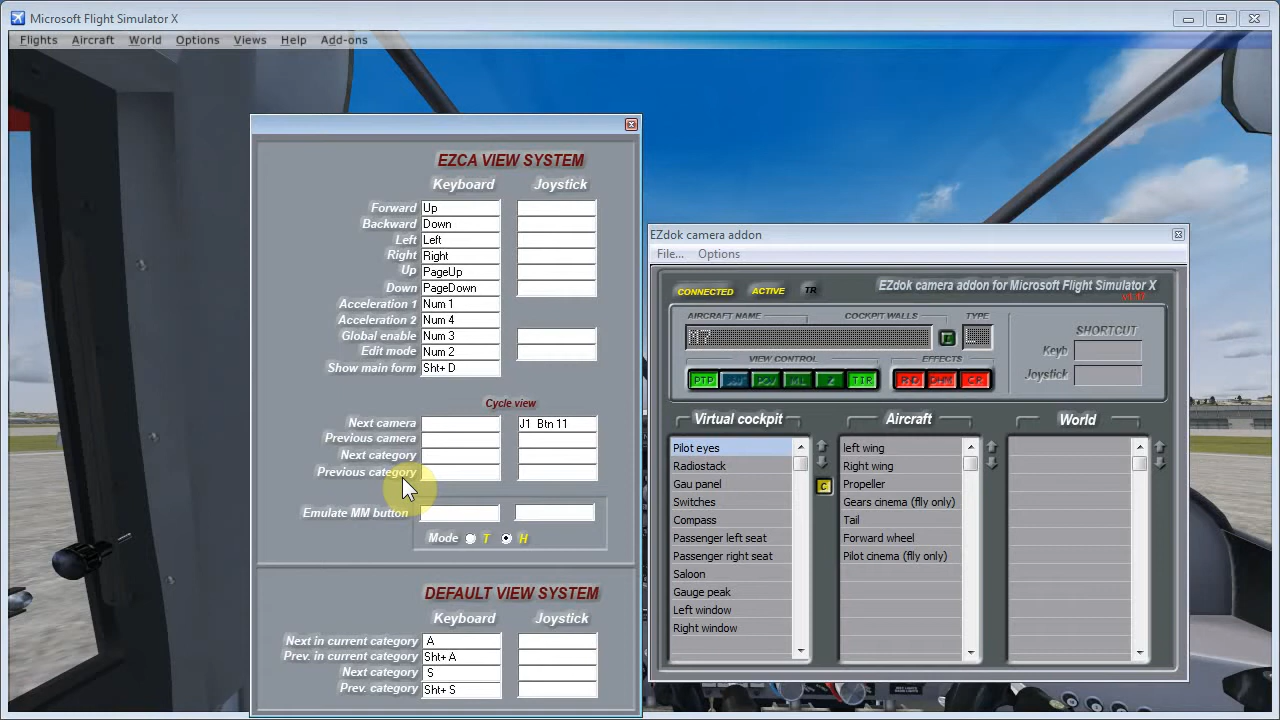 Microsoft Flight Simulator X
Flights Aircraft World Options Views Help Add-ons
EZCA VIEW SYSTEM
Keyboard Joystick
Forward Up
Backward Down
Left Left
Right Right
Up PageUp
Down PageDown
Acceleration 1 Num 1
Acceleration 2 Num 4
Global enable Num 3
Edit mode Num 2
Show main form Sht+ D
Cycle view
Next camera J1 Btn 11
Previous camera
Next category
Previous category
Emulate MM button
Mode T H
DEFAULT VIEW SYSTEM
Keyboard Joystick
Next in current category A
Prev. in current category Sht+ A
Next category S
Prev. category Sht+ S
EZdok camera addon
File... Options
CONNECTED ACTIVE TR EZdok camera addon for Microsoft Flight Simulator X
AIRCRAFT NAME COCKPIT WALLS TYPE
SHORTCUT
Keyb
Joystick
VIEW CONTROL EFFECTS
PTP POV ML Z TIR RND DHM CR
Virtual cockpit Aircraft World
Pilot eyes
Radiostack
Gau panel
Switches
Compass
Passenger left seat
Passenger right seat
Saloon
Gauge peak
Left window
Right window
C
left wing
Right wing
Propeller
Gears cinema (flly only)
Tail
Forward wheel
Pilot cinema (flly only)